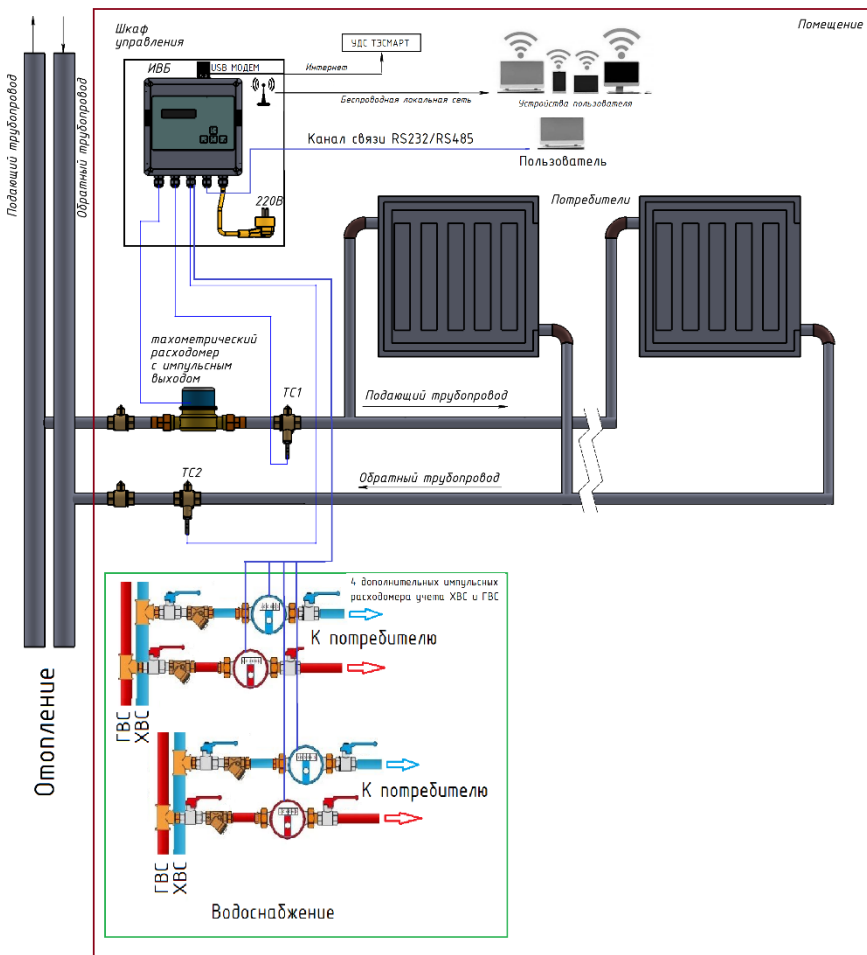 Помещение
Шкаф
управления
УДС ТЭСМАРТ
ИВБ
USB МОДЕМ
Интернет
Беспроводная локальная сеть
Устройства пользователя
Канал связи RS232/RS485
Пользователь
220В
Потребители
Подающий трубопровод
Обратный трубопровод
тахометрический
расходомер
с импульсным
выходом
ТС1
Подающий трубопровод
ТС2
Обратный трубопровод
4 дополнительных импульсных
расходомера учета ХВС и ГВС
К потребителю
ГВС
ХВС
Отопление
К потребителю
ГВС
ХВС
Водоснабжение